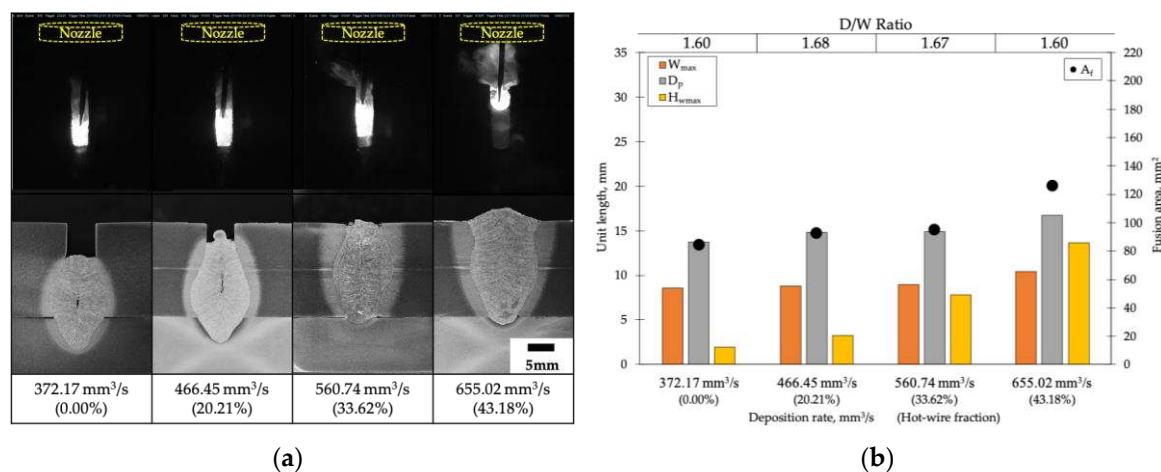 Nozzle Nozzle Nozzle Nozzle
5mm
372.17 mm³/s 466.45 mm³/s 560.74 mm³/s 655.02 mm³/s
(0.00%) (20.21%) (33.62%) (43.18%)
(a)
D/W Ratio
1.60 1.68 1.67 1.60
Wmax
Dp
Hwmax
Af
Unit length, mm
35
30
25
20
15
10
5
0
220
200
180
160
140
120
100
80
60
40
20
0
Fusion area, mm²
372.17 mm³/s 466.45 mm³/s 560.74 mm³/s 655.02 mm³/s
(0.00%) (20.21%) (33.62%) (43.18%)
Deposition rate, mm³/s (Hot-wire fraction)
(b)